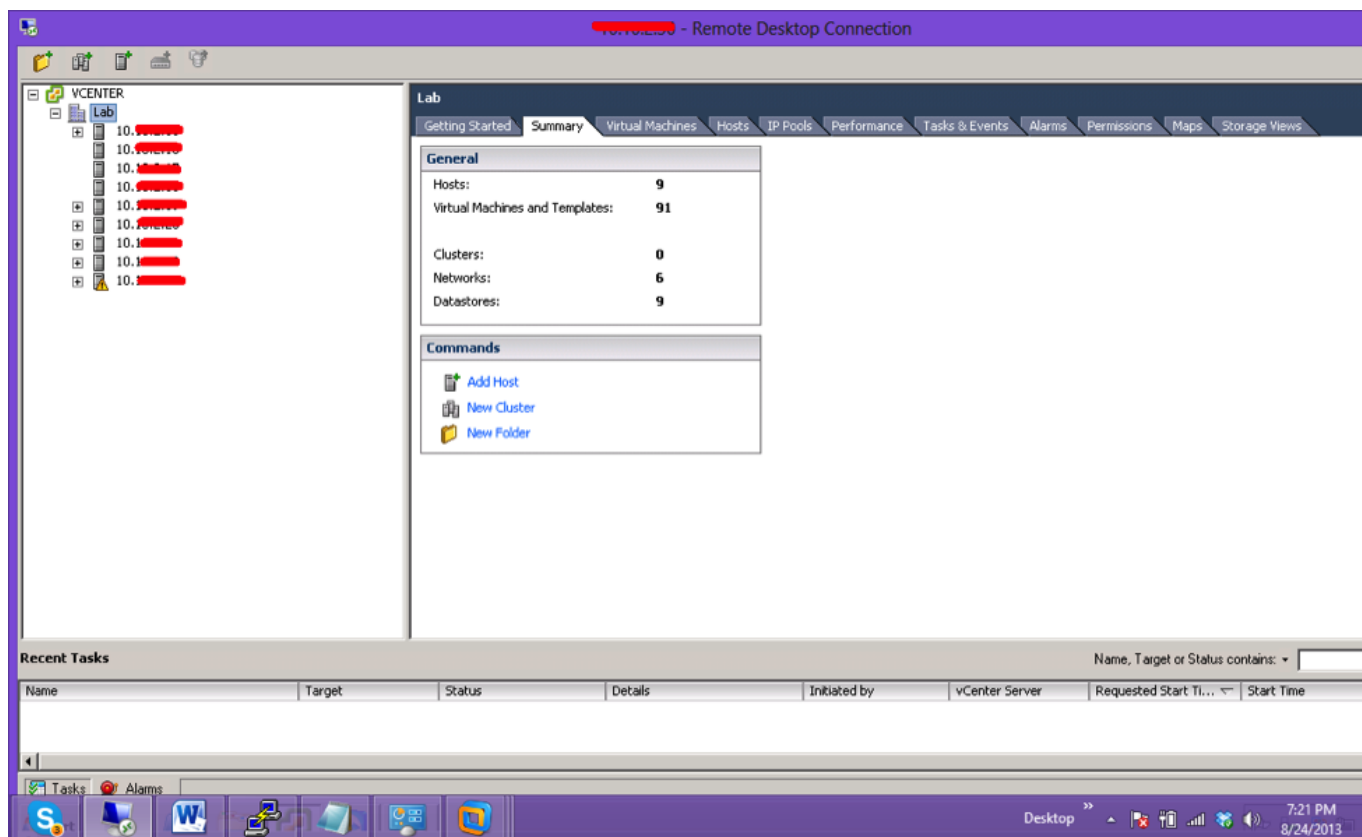 - Remote Desktop Connection
VCENTER
Lab
10.
10.
10.
10.
10.
10.
10.1
10.1
10.
Lab
Getting Started Summary Virtual Machines Hosts IP Pools Performance Tasks & Events Alarms Permissions Maps Storage Views
General
Hosts: 9
Virtual Machines and Templates: 91
Clusters: 0
Networks: 6
Datastores: 9
Commands
Add Host
New Cluster
New Folder
Recent Tasks
Name, Target or Status contains:
Name Target Status Details Initiated by vCenter Server Requested Start Ti... Start Time
Tasks Alarms
Desktop
7:21 PM
8/24/2013